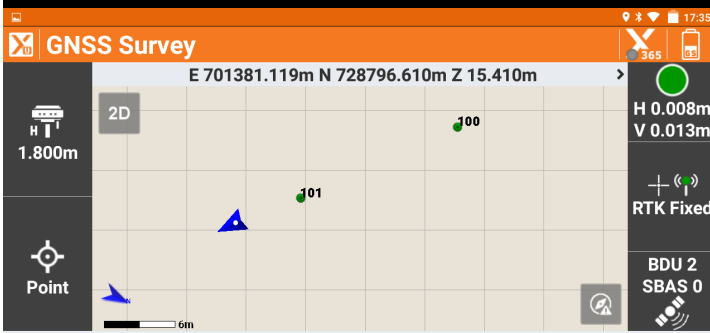 17:35
GNSS Survey
365
GS
E 701381.119m N 728796.610m Z 15.410m
2D
H
1.800m
Point
100
101
N
6m
H 0.008m
V 0.013m
RTK Fixed
BDU 2
SBAS 0